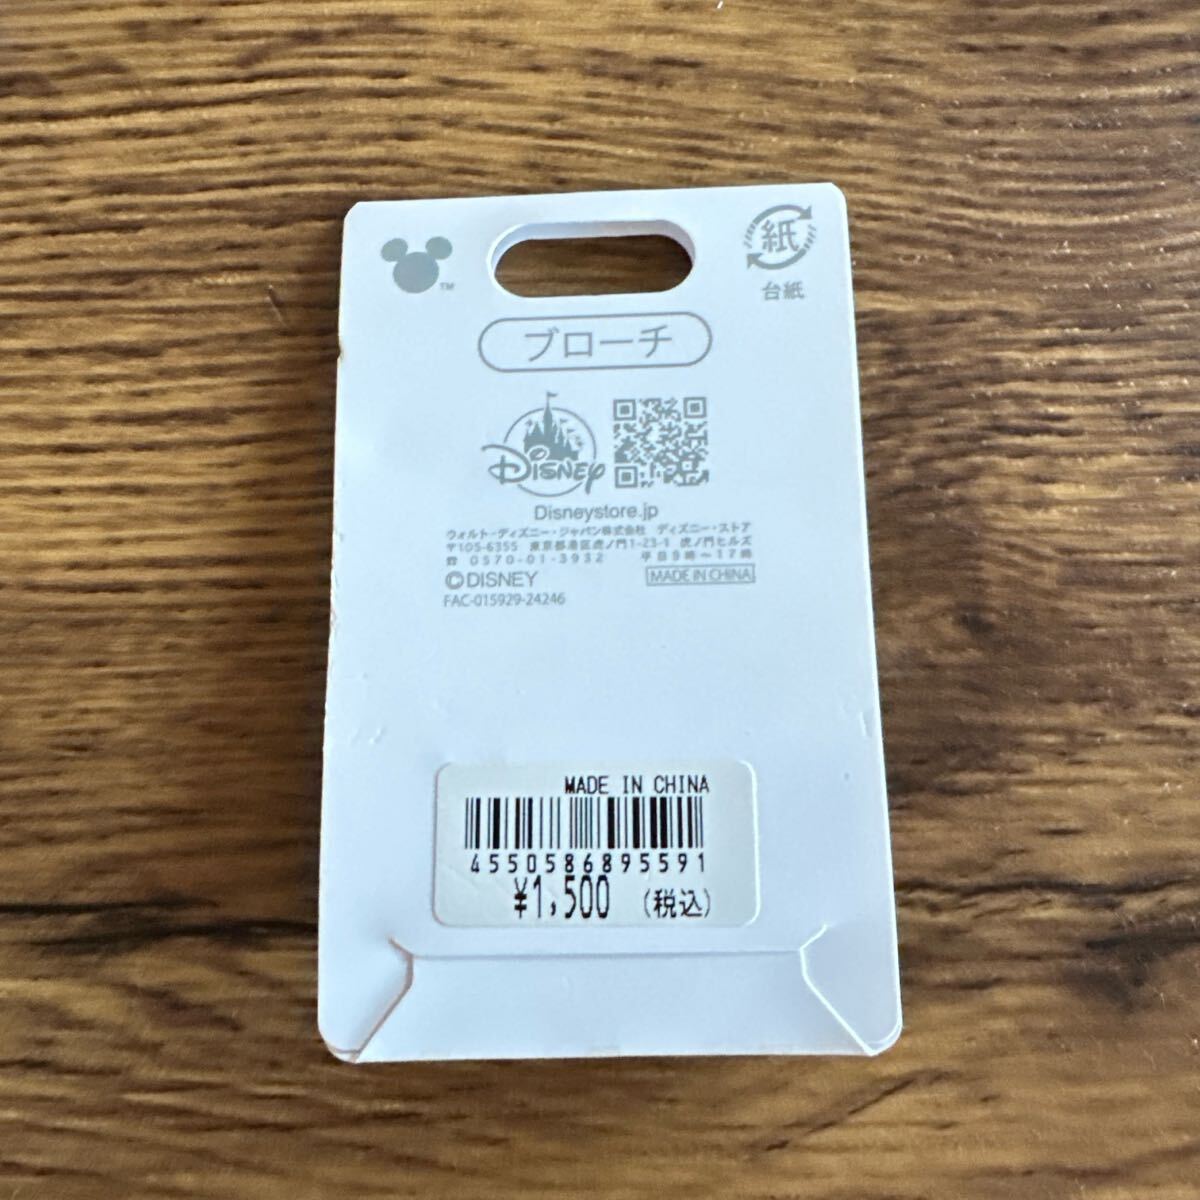 紙
TM
台紙
ブローチ
Disney
Disneystore.jp
ウォルト・ディズニー・ジャパン株式会社 ディズニー・ストア
〒105-6355 東京都港区虎ノ門1-23-1 虎ノ門ヒルズ
☎ 0570-01-3932 平日9時～17時
©DISNEY MADE IN CHINA
FAC-015929-24246
MADE IN CHINA
4550586895591
¥1,500 (税込)